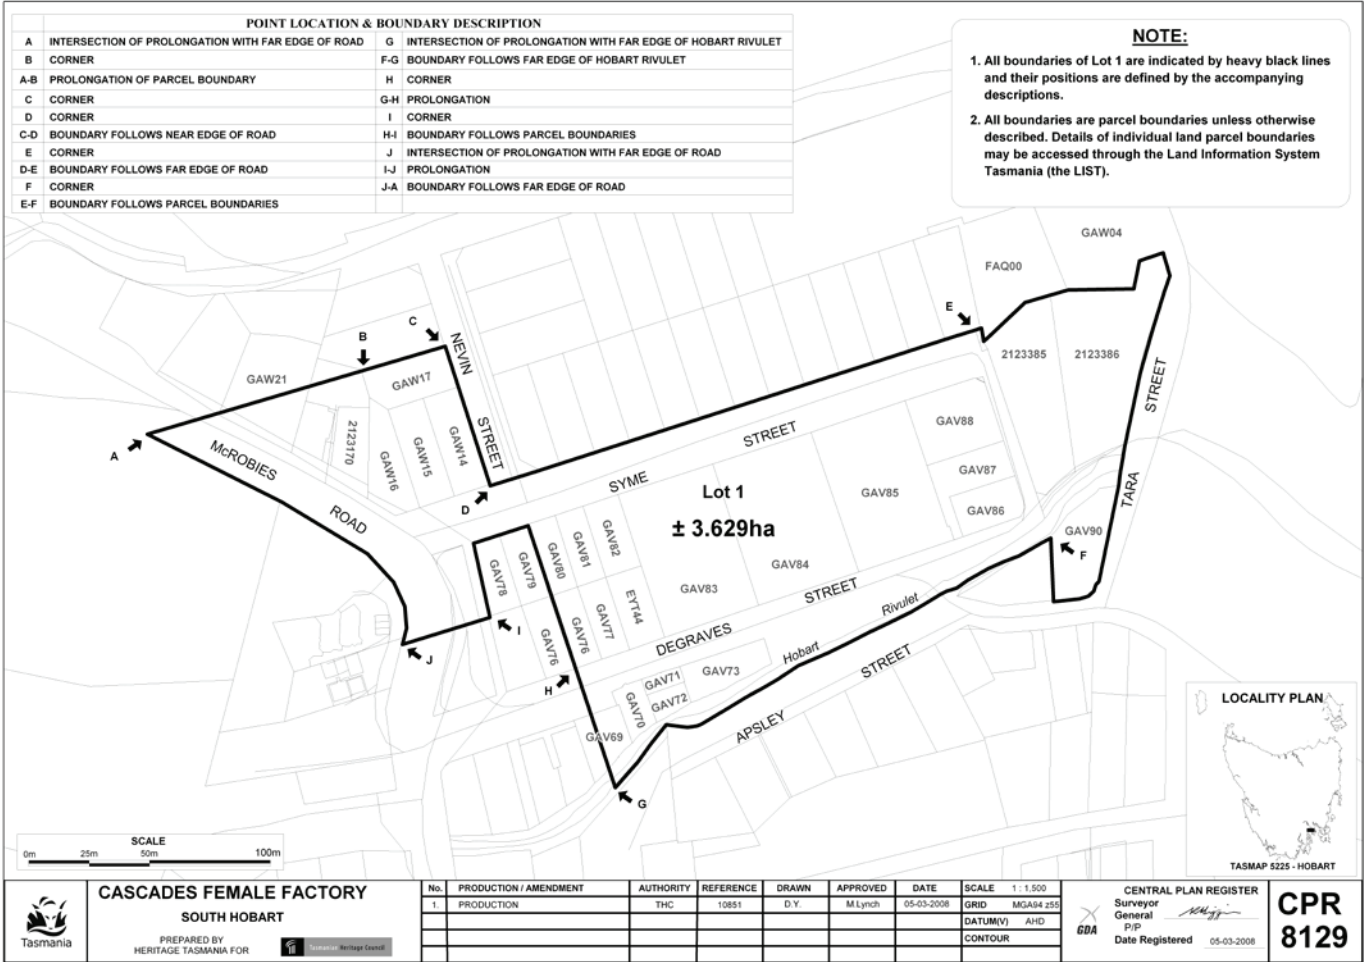 POINT LOCATION & BOUNDARY DESCRIPTION
A INTERSECTION OF PROLONGATION WITH FAR EDGE OF ROAD G INTERSECTION OF PROLONGATION WITH FAR EDGE OF HOBART RIVULET
B CORNER F-G BOUNDARY FOLLOWS FAR EDGE OF HOBART RIVULET
A-B PROLONGATION OF PARCEL BOUNDARY H CORNER
C CORNER G-H PROLONGATION
D CORNER I CORNER
C-D BOUNDARY FOLLOWS NEAR EDGE OF ROAD H-I BOUNDARY FOLLOWS PARCEL BOUNDARIES
E CORNER J INTERSECTION OF PROLONGATION WITH FAR EDGE OF ROAD
D-E BOUNDARY FOLLOWS FAR EDGE OF ROAD I-J PROLONGATION
F CORNER J-A BOUNDARY FOLLOWS FAR EDGE OF ROAD
E-F BOUNDARY FOLLOWS PARCEL BOUNDARIES
NOTE:
1. All boundaries of Lot 1 are indicated by heavy black lines
and their positions are defined by the accompanying
descriptions.
2. All boundaries are parcel boundaries unless otherwise
described. Details of individual land parcel boundaries
may be accessed through the Land Information System
Tasmania (the LIST).
GAW04
FAQ00
E
C
B
NEVIN
STREET
2123385
2123386
GAW21
GAW17
STREET
TARA
A
McROBIES
ROAD
2123170
GAW16
GAW15
GAW14
D
SYME
STREET
GAV88
GAV87
GAV86
GAV85
Lot 1
± 3.629ha
GAV90
F
GAV78
GAV79
GAV80
GAV81
GAV82
GAV83
GAV84
EYT44
GAV77
GAV76
GAV76
I
J
H
DEGRAVES
STREET
Hobart
Rivulet
GAV73
GAV71
GAV72
GAV70
GAV69
APSLEY
STREET
G
LOCALITY PLAN
TASMAP 5225 - HOBART
SCALE
0m 25m 50m 100m
Tasmania
CASCADES FEMALE FACTORY
SOUTH HOBART
PREPARED BY
HERITAGE TASMANIA FOR
Tasmanian Heritage Council
No. PRODUCTION / AMENDMENT AUTHORITY REFERENCE DRAWN APPROVED DATE
1. PRODUCTION THC 10851 D.Y. M.Lynch 05-03-2008
SCALE 1 : 1,500
GRID MGA94 z55
DATUM(V) AHD
CONTOUR
GDA
CENTRAL PLAN REGISTER
Surveyor
General
P/P
Date Registered 05-03-2008
CPR
8129